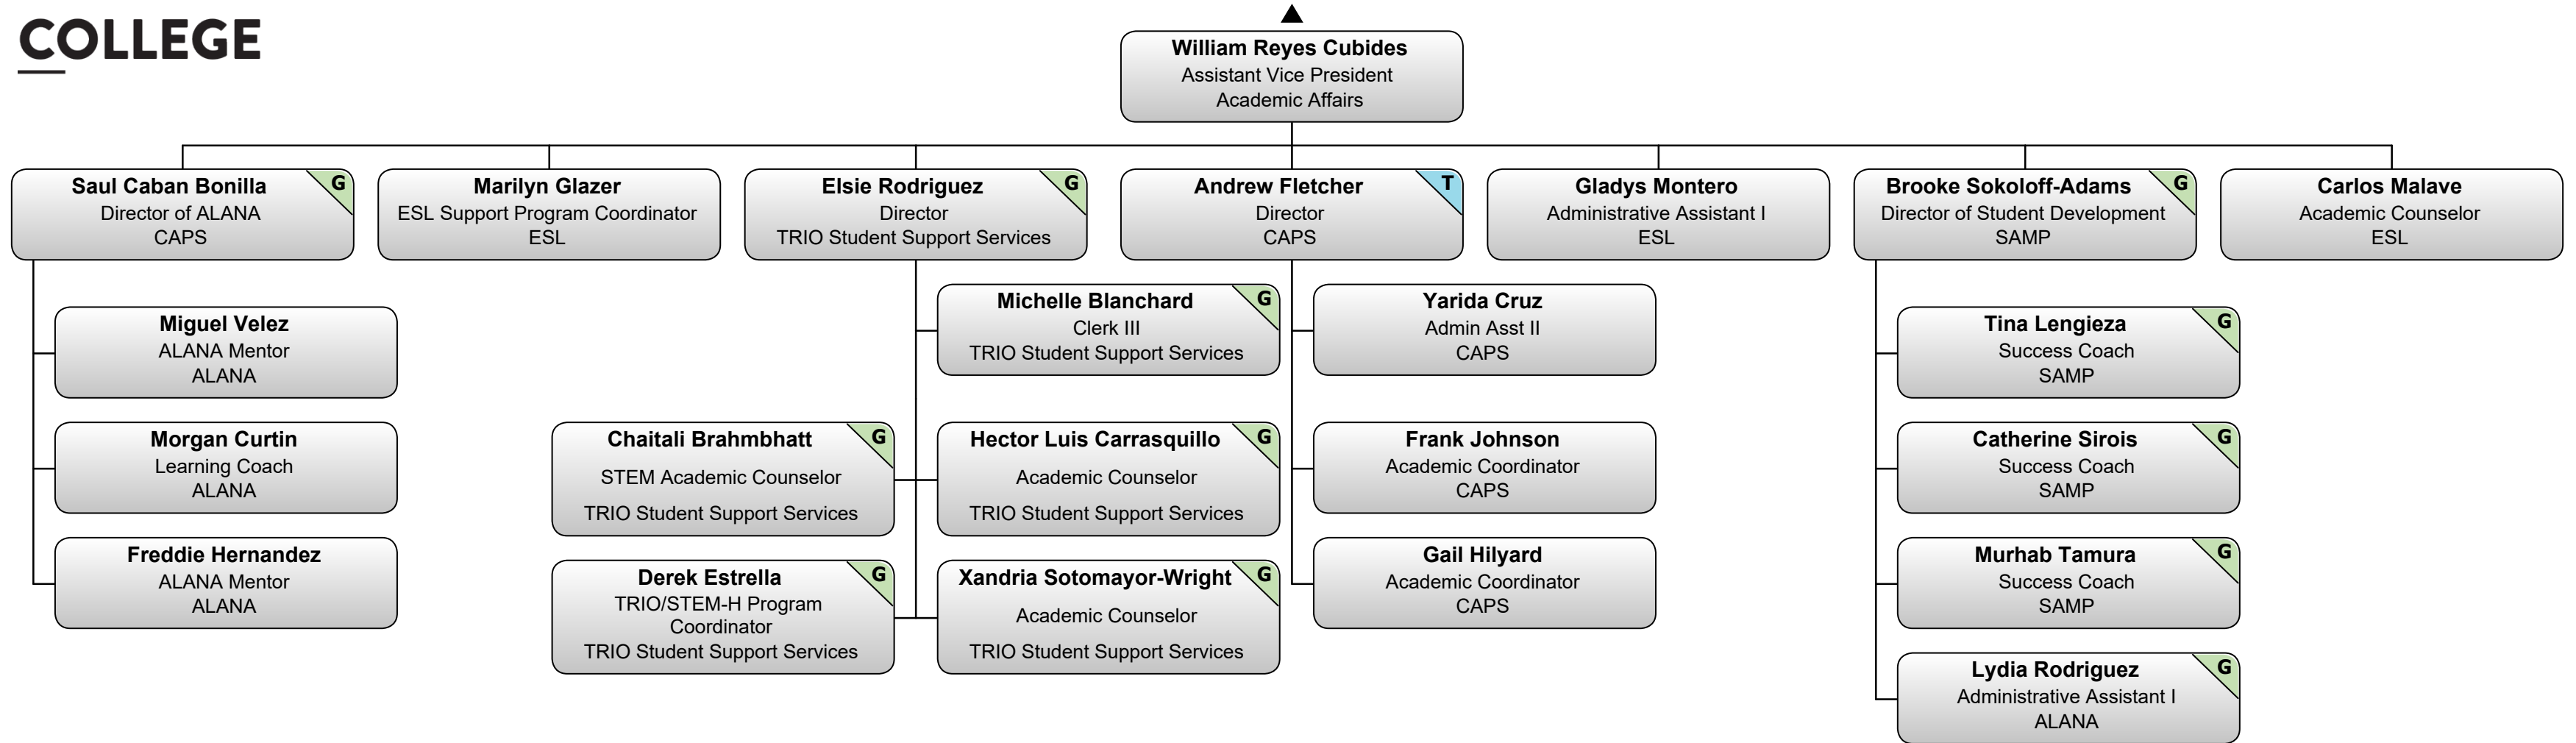 COLLEGE
William Reyes Cubides
Assistant Vice President
Academic Affairs
Saul Caban Bonilla
G
Director of ALANA
CAPS
Marilyn Glazer
ESL Support Program Coordinator
ESL
Elsie Rodriguez
G
Director
TRIO Student Support Services
Andrew Fletcher
T
Director
CAPS
Gladys Montero
Administrative Assistant I
ESL
Brooke Sokoloff-Adams
G
Director of Student Development
SAMP
Carlos Malave
Academic Counselor
ESL
Miguel Velez
ALANA Mentor
ALANA
Morgan Curtin
Learning Coach
ALANA
Freddie Hernandez
ALANA Mentor
ALANA
Michelle Blanchard
G
Clerk III
TRIO Student Support Services
Chaitali Brahmbhatt
G
STEM Academic Counselor
TRIO Student Support Services
Hector Luis Carrasquillo
G
Academic Counselor
TRIO Student Support Services
Derek Estrella
G
TRIO/STEM-H Program
Coordinator
TRIO Student Support Services
Xandria Sotomayor-Wright
G
Academic Counselor
TRIO Student Support Services
Yarida Cruz
Admin Asst II
CAPS
Frank Johnson
Academic Coordinator
CAPS
Gail Hilyard
Academic Coordinator
CAPS
Tina Lengieza
G
Success Coach
SAMP
Catherine Sirois
G
Success Coach
SAMP
Murhab Tamura
G
Success Coach
SAMP
Lydia Rodriguez
G
Administrative Assistant I
ALANA